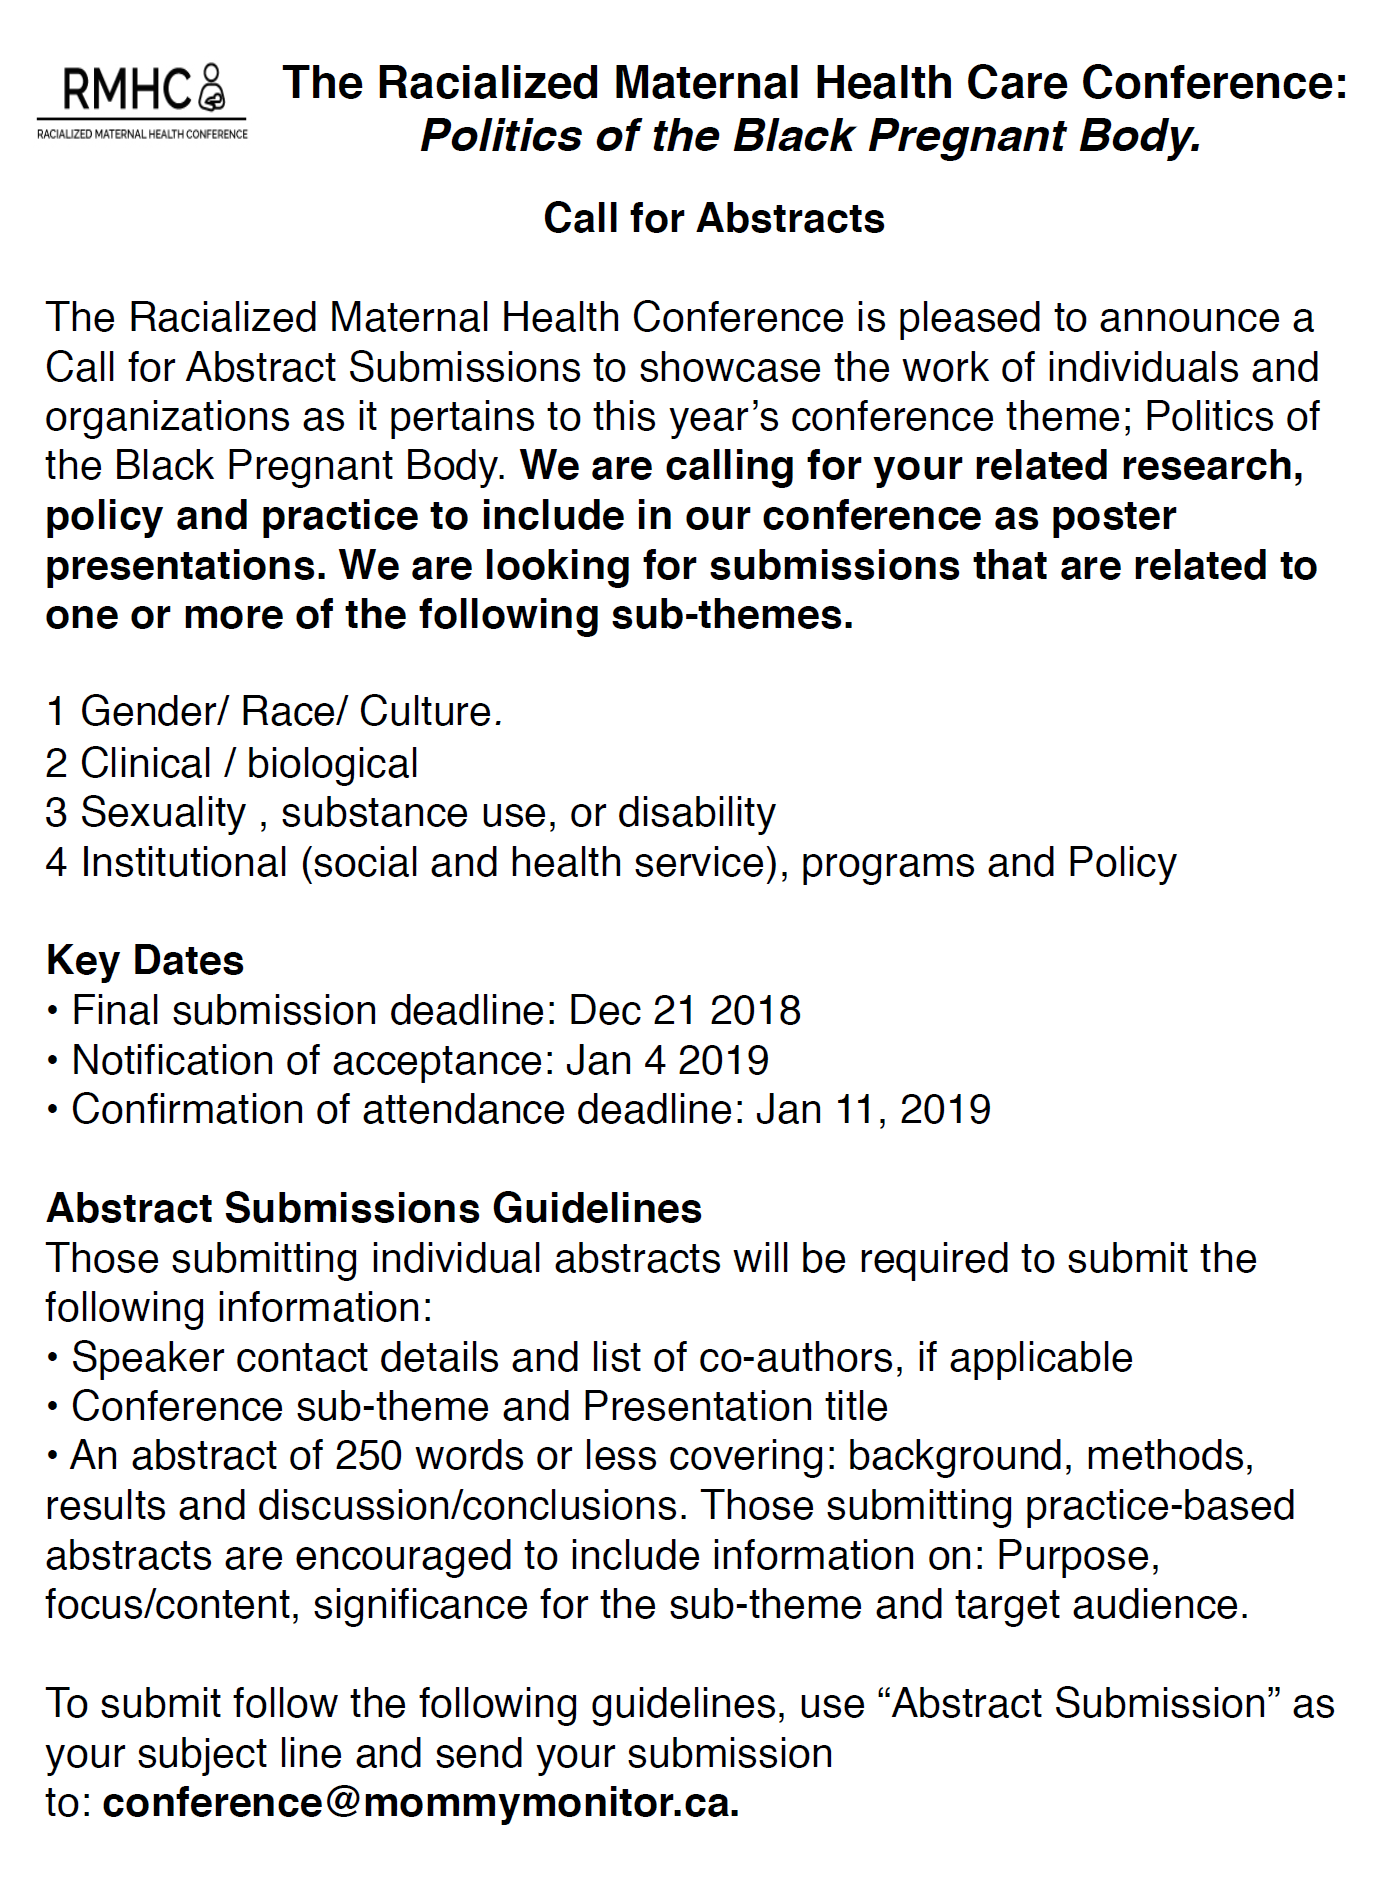 RMHC
RACIALIZED MATERNAL HEALTH CONFERENCE
The Racialized Maternal Health Care Conference:
Politics of the Black Pregnant Body.
Call for Abstracts
The Racialized Maternal Health Conference is pleased to announce a
Call for Abstract Submissions to showcase the work of individuals and
organizations as it pertains to this year’s conference theme; Politics of
the Black Pregnant Body. We are calling for your related research,
policy and practice to include in our conference as poster
presentations. We are looking for submissions that are related to
one or more of the following sub-themes.
1 Gender/ Race/ Culture.
2 Clinical / biological
3 Sexuality , substance use, or disability
4 Institutional (social and health service), programs and Policy
Key Dates
• Final submission deadline: Dec 21 2018
• Notification of acceptance: Jan 4 2019
• Confirmation of attendance deadline: Jan 11, 2019
Abstract Submissions Guidelines
Those submitting individual abstracts will be required to submit the
following information:
• Speaker contact details and list of co-authors, if applicable
• Conference sub-theme and Presentation title
• An abstract of 250 words or less covering: background, methods,
results and discussion/conclusions. Those submitting practice-based
abstracts are encouraged to include information on: Purpose,
focus/content, significance for the sub-theme and target audience.
To submit follow the following guidelines, use “Abstract Submission” as
your subject line and send your submission
to: conference@mommymonitor.ca.